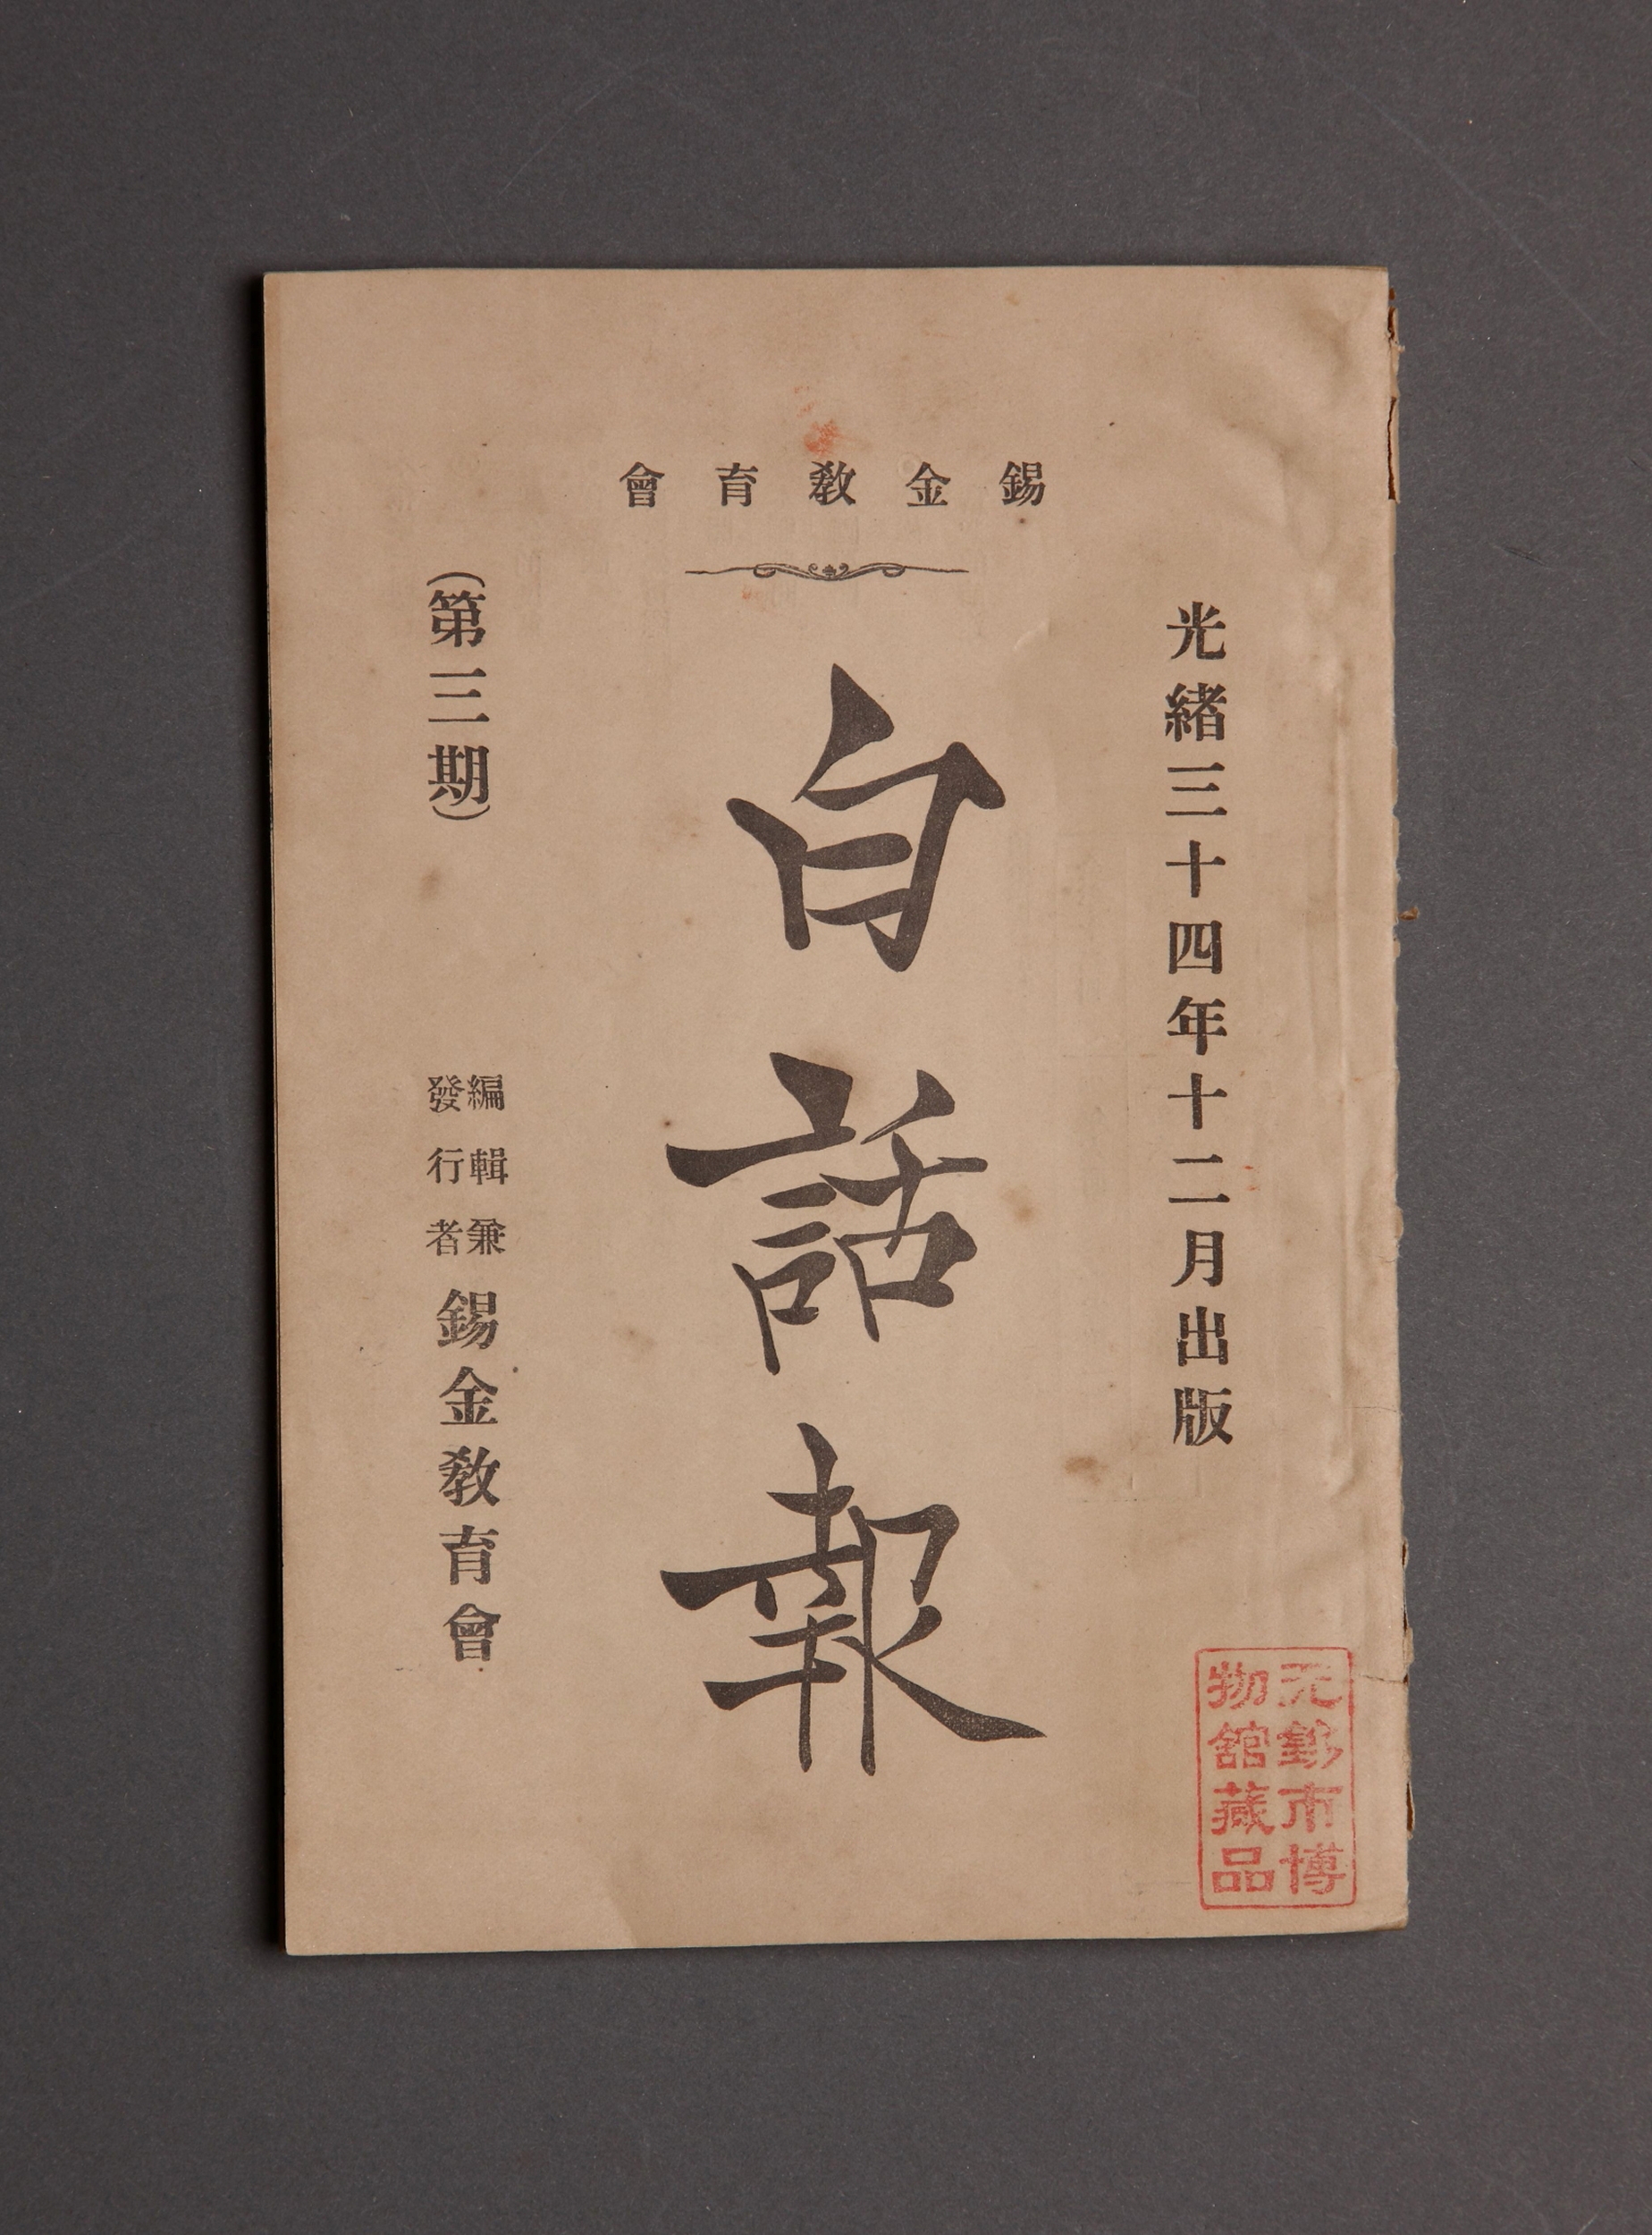 錫金教育會
光緒三十四年十二月出版
白話報
(第三期)
編輯兼
發行者
錫金教育會
无錫市博
物館藏品